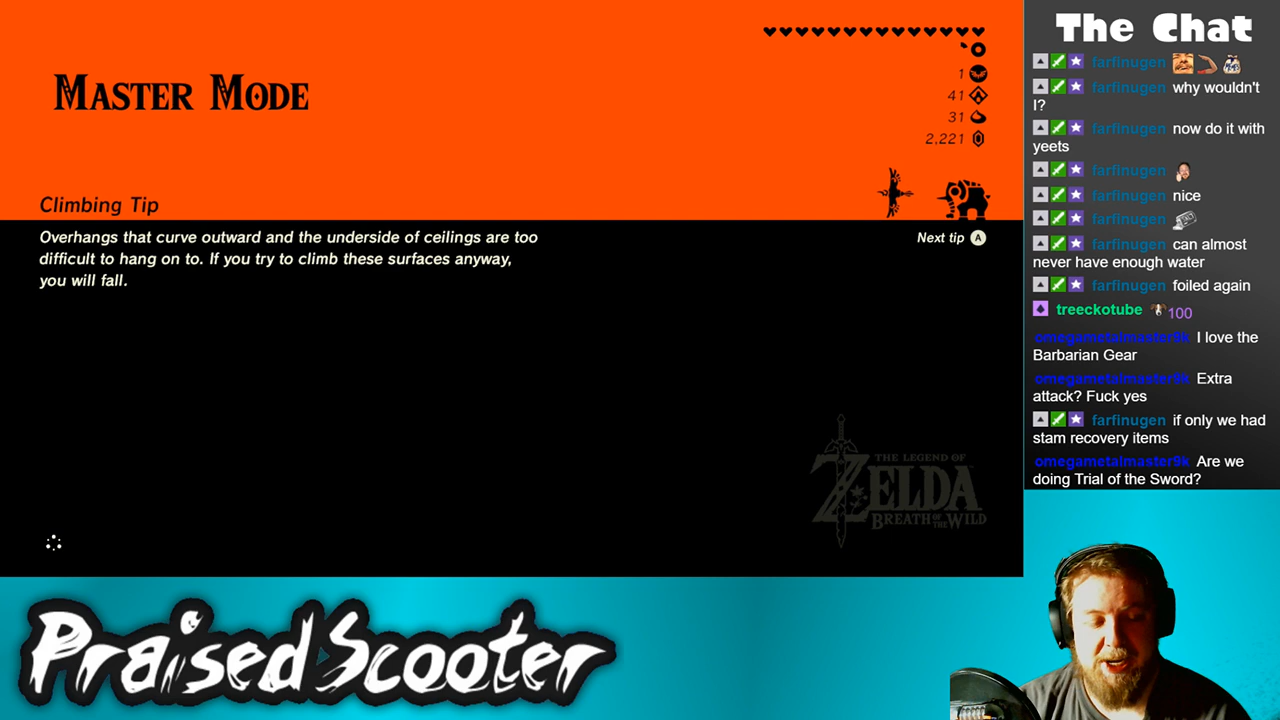 Master Mode
1
41
31
2,221
Climbing Tip
Overhangs that curve outward and the underside of ceilings are too
difficult to hang on to. If you try to climb these surfaces anyway,
you will fall.
Next tip A
THE LEGEND OF
ZELDA
BREATH OF THE WILD
PraisedScooter
The Chat
farfinugen
farfinugen why wouldn't
I?
farfinugen now do it with
yeets
farfinugen
farfinugen nice
farfinugen
farfinugen can almost
never have enough water
farfinugen foiled again
treeckotube 100
omegametalmaster9k I love the
Barbarian Gear
omegametalmaster9k Extra
attack? Fuck yes
farfinugen if only we had
stam recovery items
omegametalmaster9k Are we
doing Trial of the Sword?